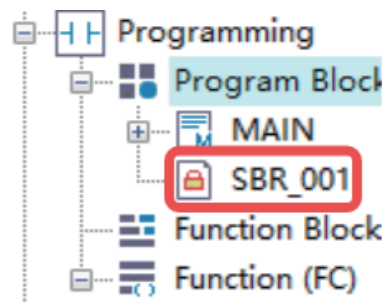 Programming
Program Block
MAIN
SBR_001
Function Block
Function (FC)